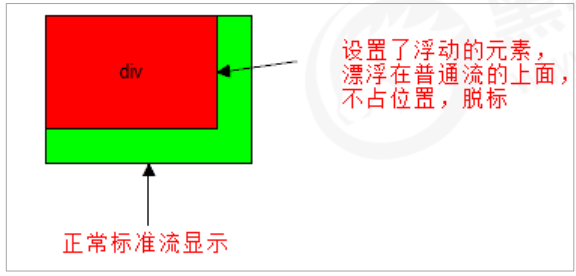 div
设置了浮动的元素，
漂浮在普通流的上面，
不占位置，脱标
正常标准流显示